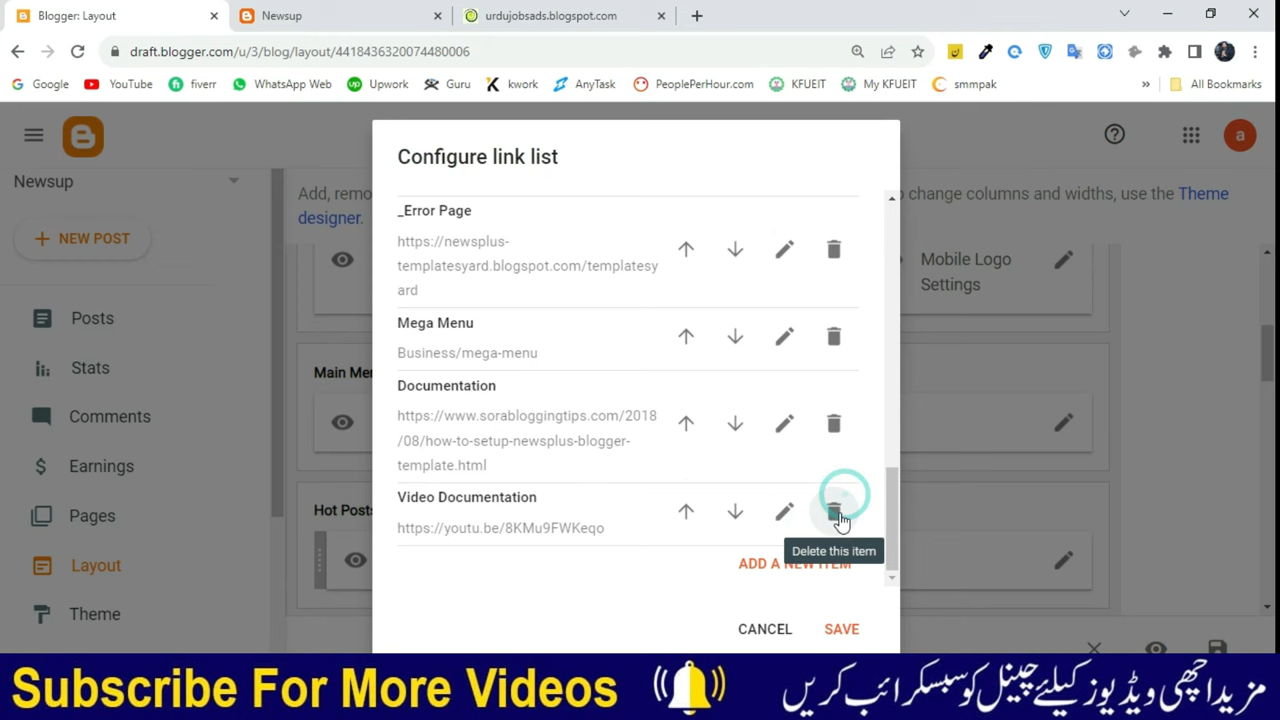 Blogger: Layout
Newsup
urdujobsads.blogspot.com
draft.blogger.com/u/3/blog/layout/4418436320074480006
Google
YouTube
fiverr
WhatsApp Web
Upwork
Guru
kwork
AnyTask
PeoplePerHour.com
KFUEIT
My KFUEIT
smmpak
»
All Bookmarks
a
Newsup
NEW POST
Posts
Stats
Comments
Earnings
Pages
Layout
Theme
Add, remo
o change columns and widths, use the Theme
designer.
Mobile Logo
Settings
Main Me
Hot Posts
Configure link list
_Error Page
https://newsplus-
templatesyard.blogspot.com/templatesy
ard
Mega Menu
Business/mega-menu
Documentation
https://www.sorabloggingtips.com/2018
/08/how-to-setup-newsplus-blogger-
template.html
Video Documentation
https://youtu.be/8KMu9FWKeqo
Delete this item
ADD A NEW ITEM
CANCEL
SAVE
Subscribe For More Videos
مزید اچھی ویڈیوز کیلئے چینل کو سبسکرائب کریں